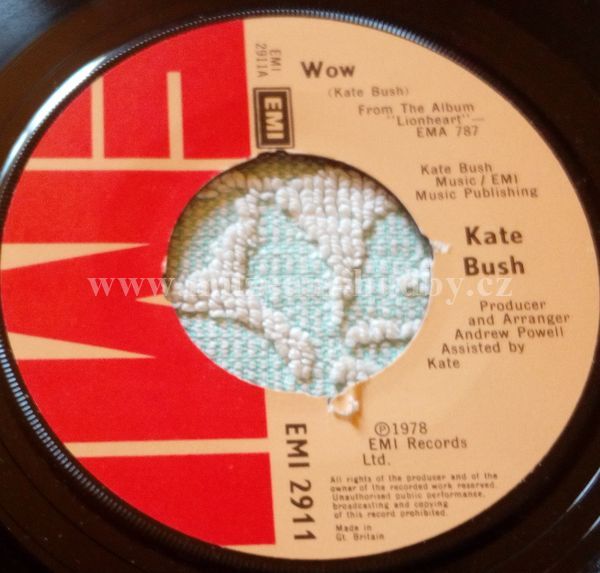 EMI
2911A
EMI
Wow
(Kate Bush)
From The Album
"Lionheart"—
EMA 787
Kate Bush
Music/EMI
Music Publishing
Kate
Bush
Producer
and Arranger
Andrew Powell
Assisted by
Kate
Ⓟ1978
EMI Records
Ltd.
All rights of the producer and of the
owner of the recorded work reserved.
Unauthorised public performance,
broadcasting and copying
of this record prohibited.
Made in
Gt. Britain
EMI 2911
EMI